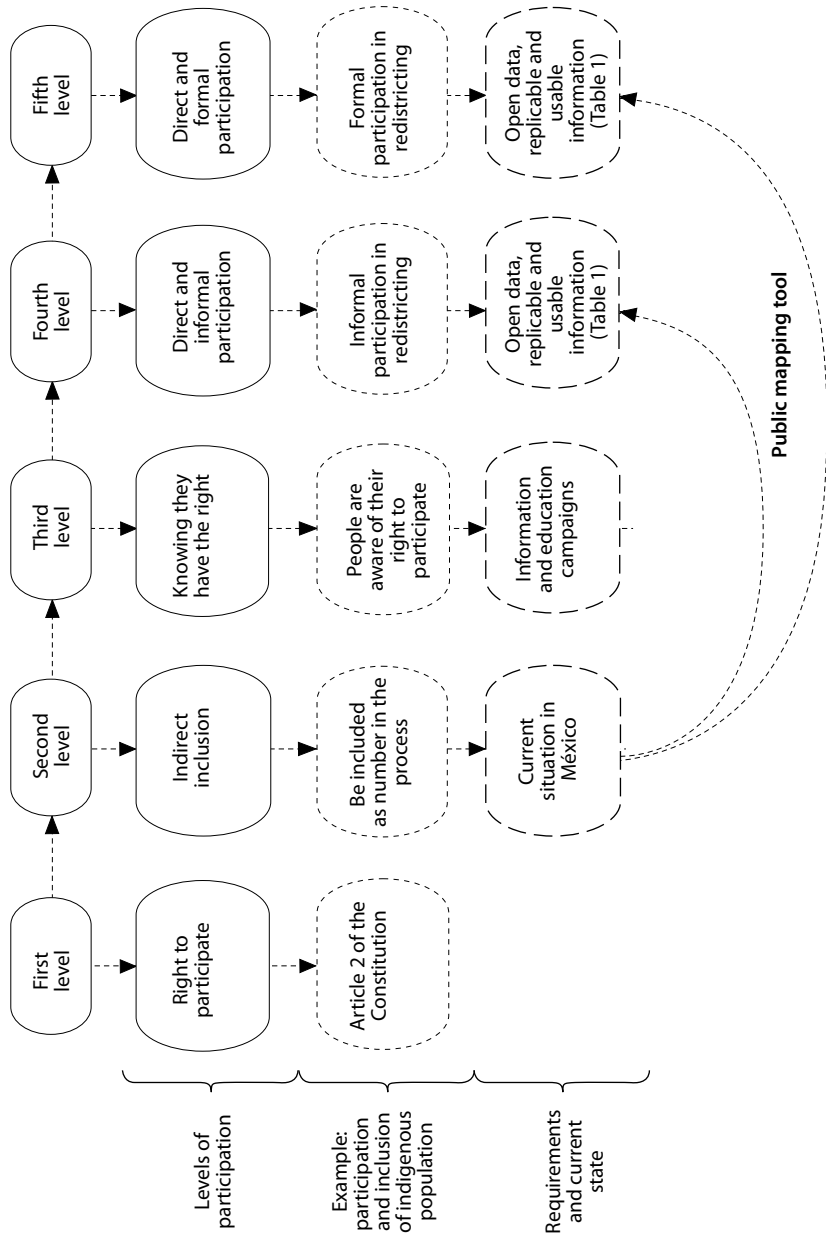 First
level
Second
level
Third
level
Fourth
level
Fifth
level
Levels of
participation
Right to
participate
Indirect
inclusion
Knowing they
have the right
Direct and
informal
participation
Direct and
formal
participation
Example:
participation
and inclusion
of indigenous
population
Article 2 of the
Constitution
Be included
as number in the
process
People are
aware of their
right to
participate
Informal
participation in
redistricting
Formal
participation in
redistricting
Requirements
and current
state
Current
situation in
México
Information
and education
campaigns
Open data,
replicable and
usable
information
(Table 1)
Open data,
replicable and
usable
information
(Table 1)
Public mapping tool